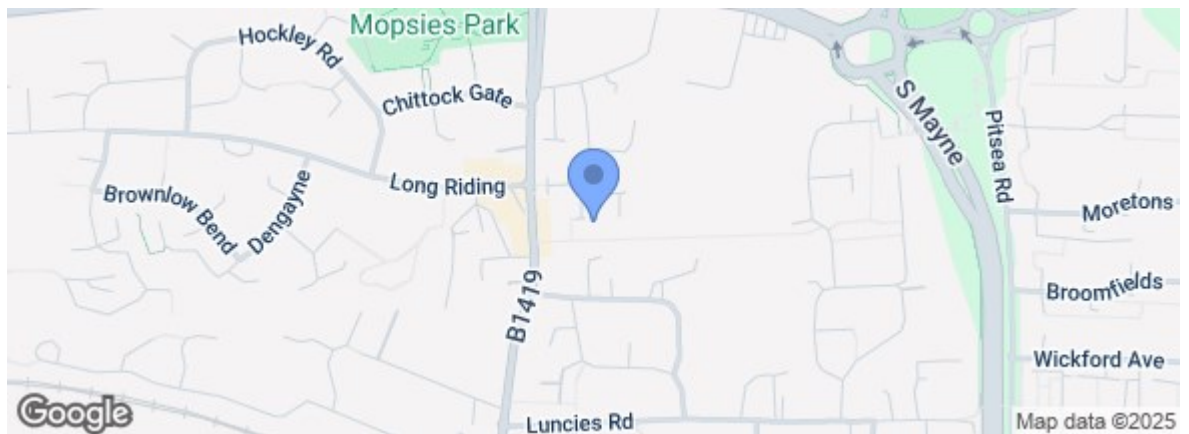 Mopsies Park
Hockley Rd
Chittock Gate
S Mayne
Pitsea Rd
Long Riding
Brownlow Bend
Dengayne
Moretons
B1419
Broomfields
Wickford Ave
Google
Luncies Rd
Map data ©2025